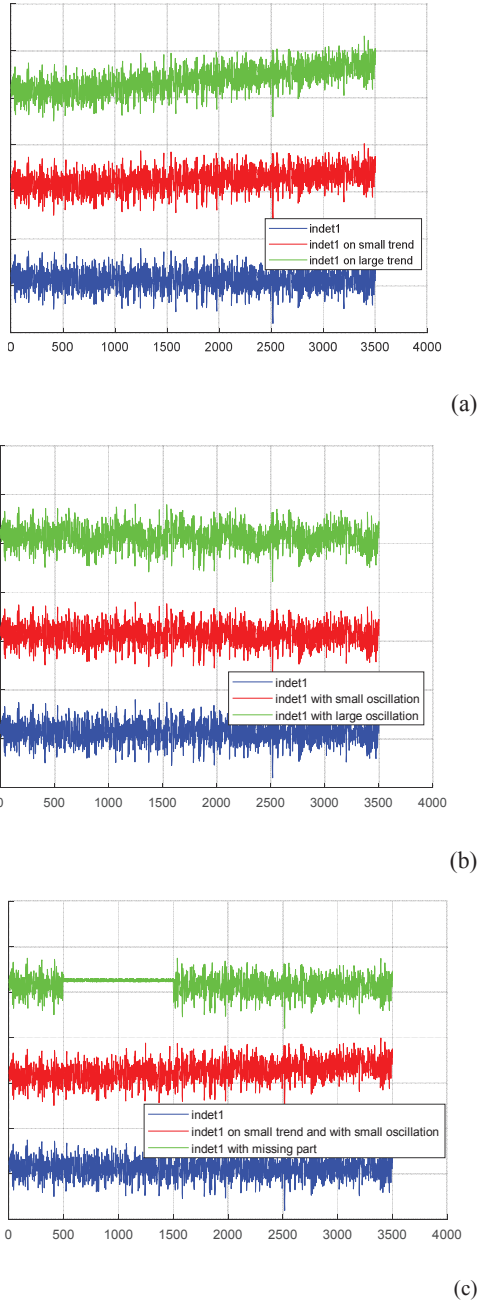 indet1
indet1 on small trend
indet1 on large trend
0 500 1000 1500 2000 2500 3000 3500 4000
(a)
indet1
indet1 with small oscillation
indet1 with large oscillation
0 500 1000 1500 2000 2500 3000 3500 4000
(b)
indet1
indet1 on small trend and with small oscillation
indet1 with missing part
0 500 1000 1500 2000 2500 3000 3500 4000
(c)